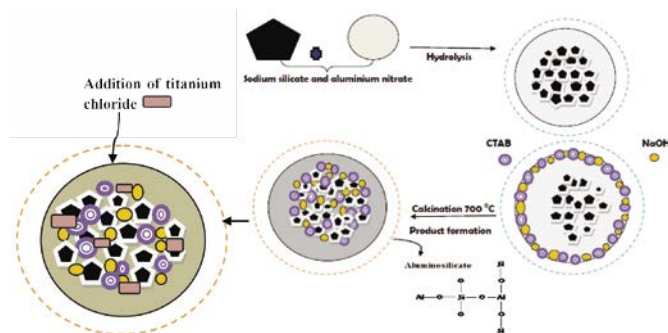 Addition of titanium
chloride
Sodium silicate and aluminium nitrate
Hydrolysis
CTAB
NaOH
Calcination 700 °C
Product formation
Aluminosilicate
Si
O O
Al O Si O Al
O O
Si